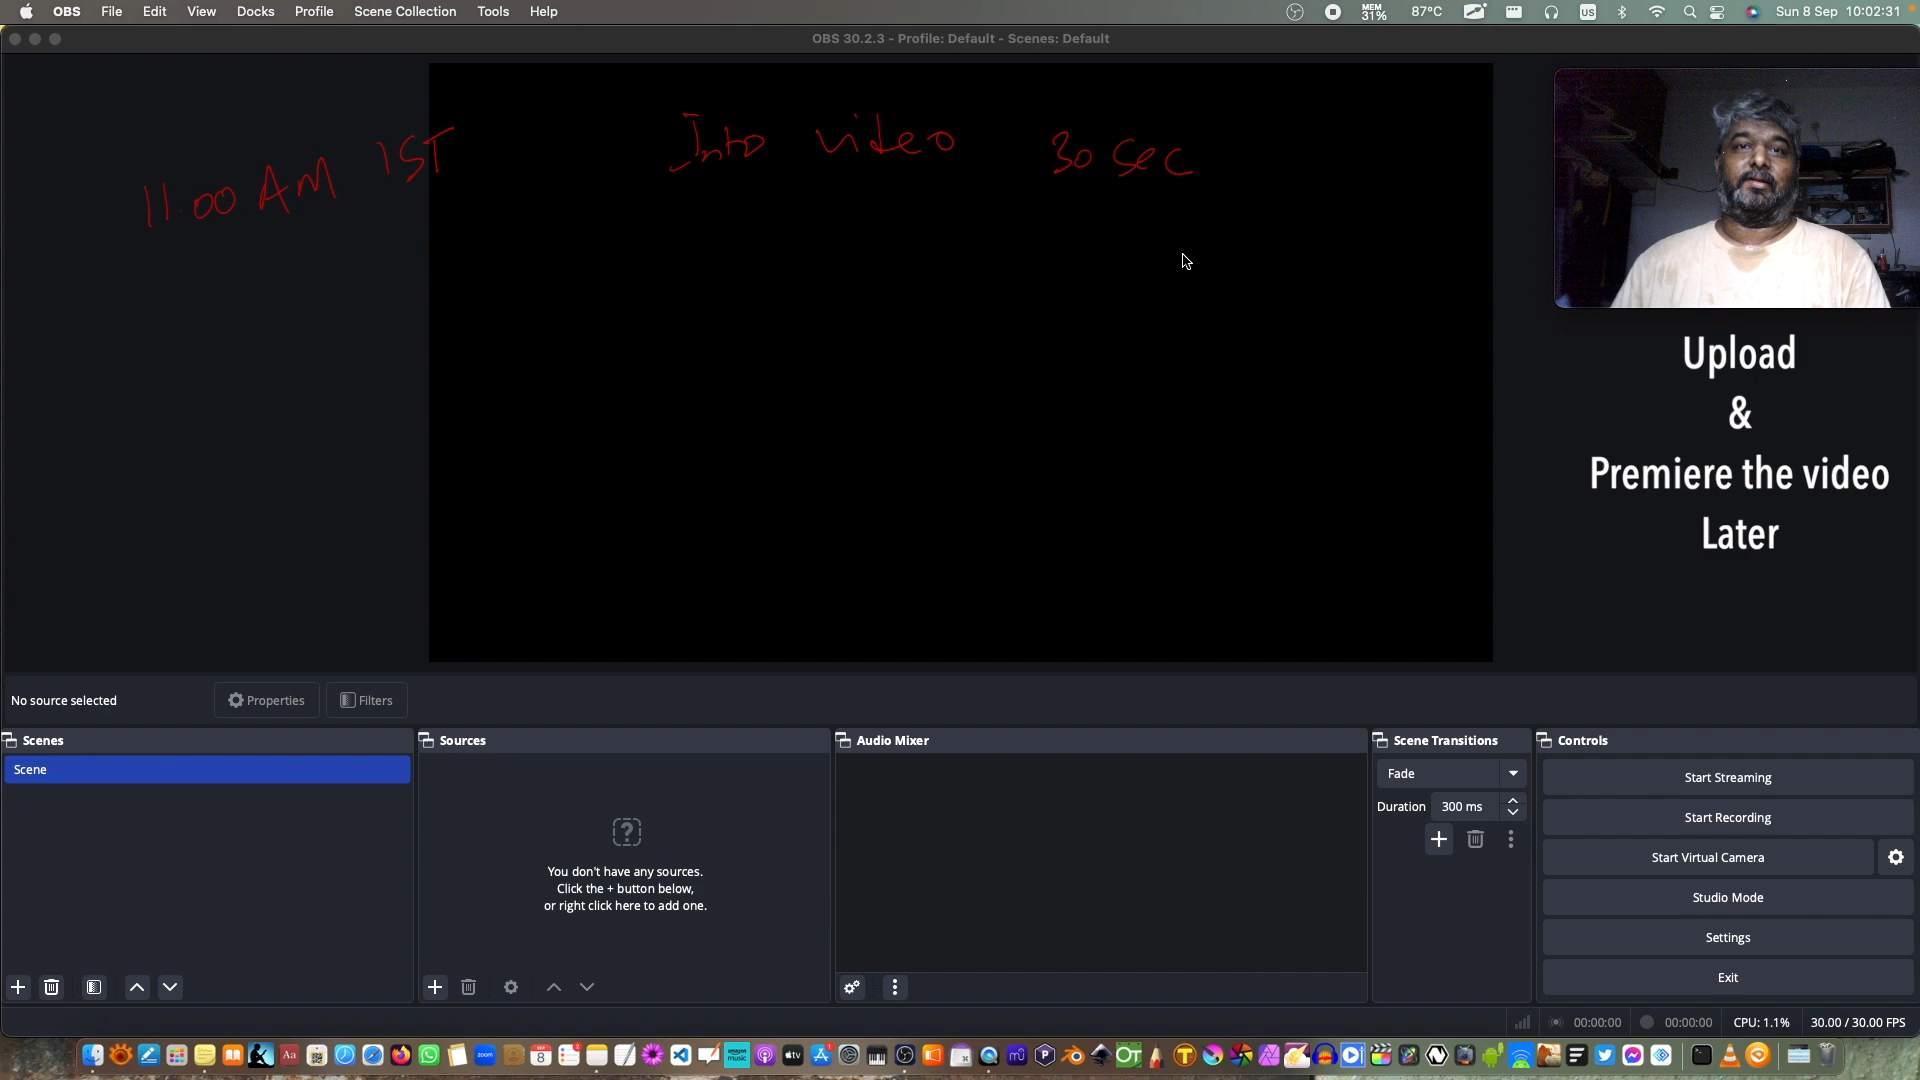 OBS File Edit View Docks Profile Scene Collection Tools Help MEM 31% 87°C US Sun 8 Sep 10:02:31
OBS 30.2.3 - Profile: Default - Scenes: Default
11.00 AM IST
Into video 30 Sec
Upload
&
Premiere the video
Later
No source selected Properties Filters
Scenes
Scene
Sources
You don't have any sources.
Click the + button below,
or right click here to add one.
Audio Mixer
Scene Transitions
Fade
Duration 300 ms
Controls
Start Streaming
Start Recording
Start Virtual Camera
Studio Mode
Settings
Exit
00:00:00 00:00:00 CPU: 1.1% 30.00 / 30.00 FPS